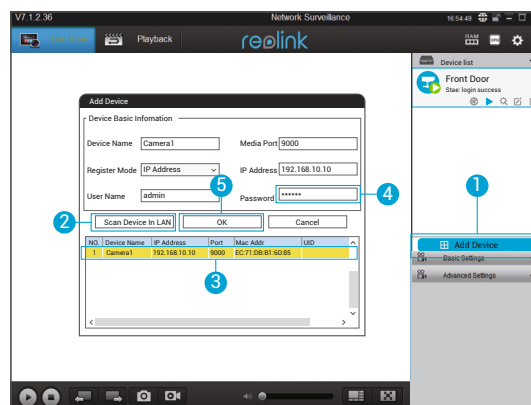 V7.1.2.36 Network Surveillance 16:54:49
Playback reolink
Device list
Front Door
Stae: login success
Add Device
Device Basic Infomation
Device Name Camera1 Media Port 9000
Register Mode IP Address IP Address 192.168.10.10
User Name admin Password ****** 4
5
1
2 Scan Device In LAN OK Cancel
NO. Device Name IP Address Port Mac Addr UID
1 Camera1 192.168.10.10 9000 EC:71:DB:B1:6D:85
3
Add Device
Basic Settings
Advanced Settings